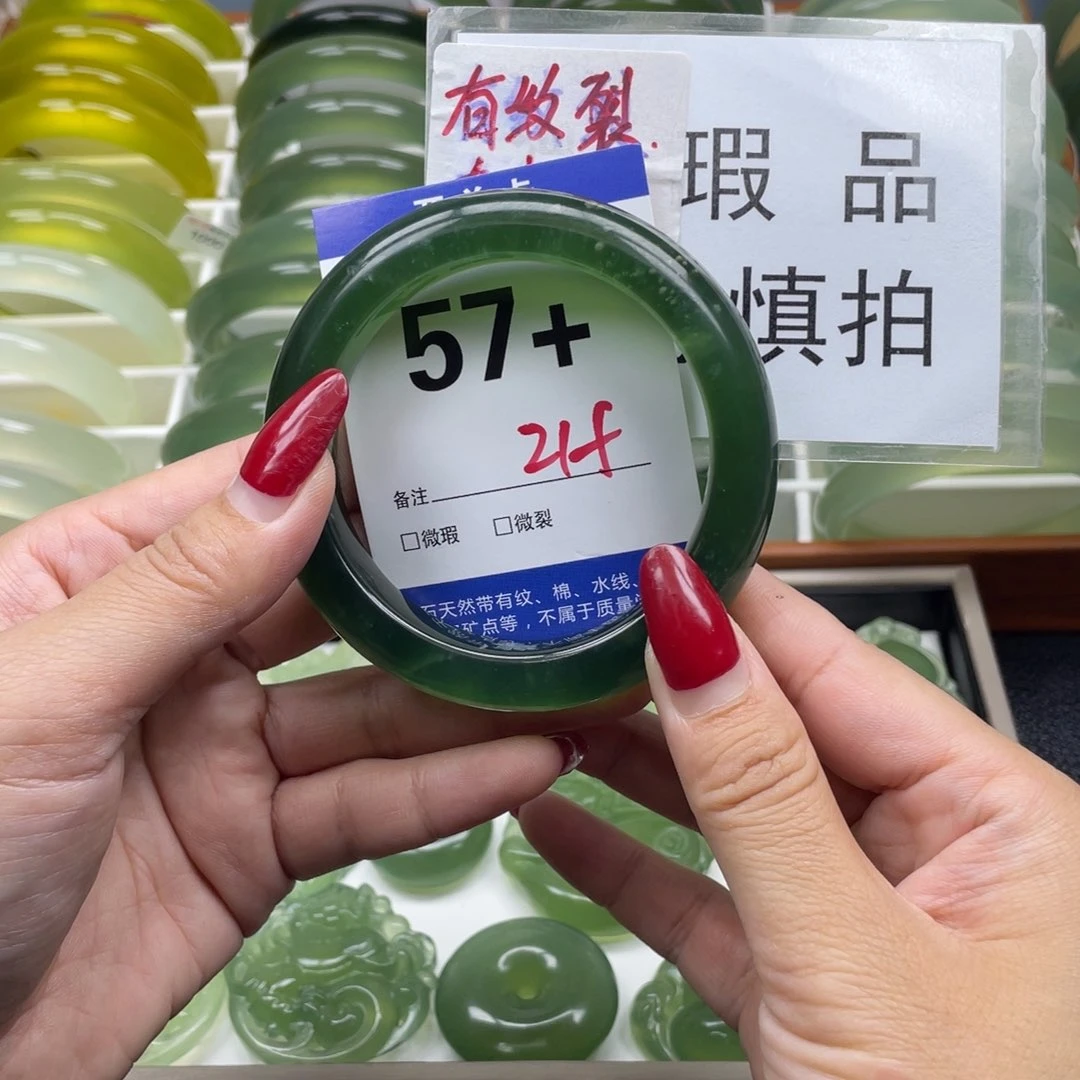 有纹裂
瑕 品
慎拍
57+
备注
□微瑕 □微裂
石天然带有纹、棉、水线、
矿点等，不属于质量